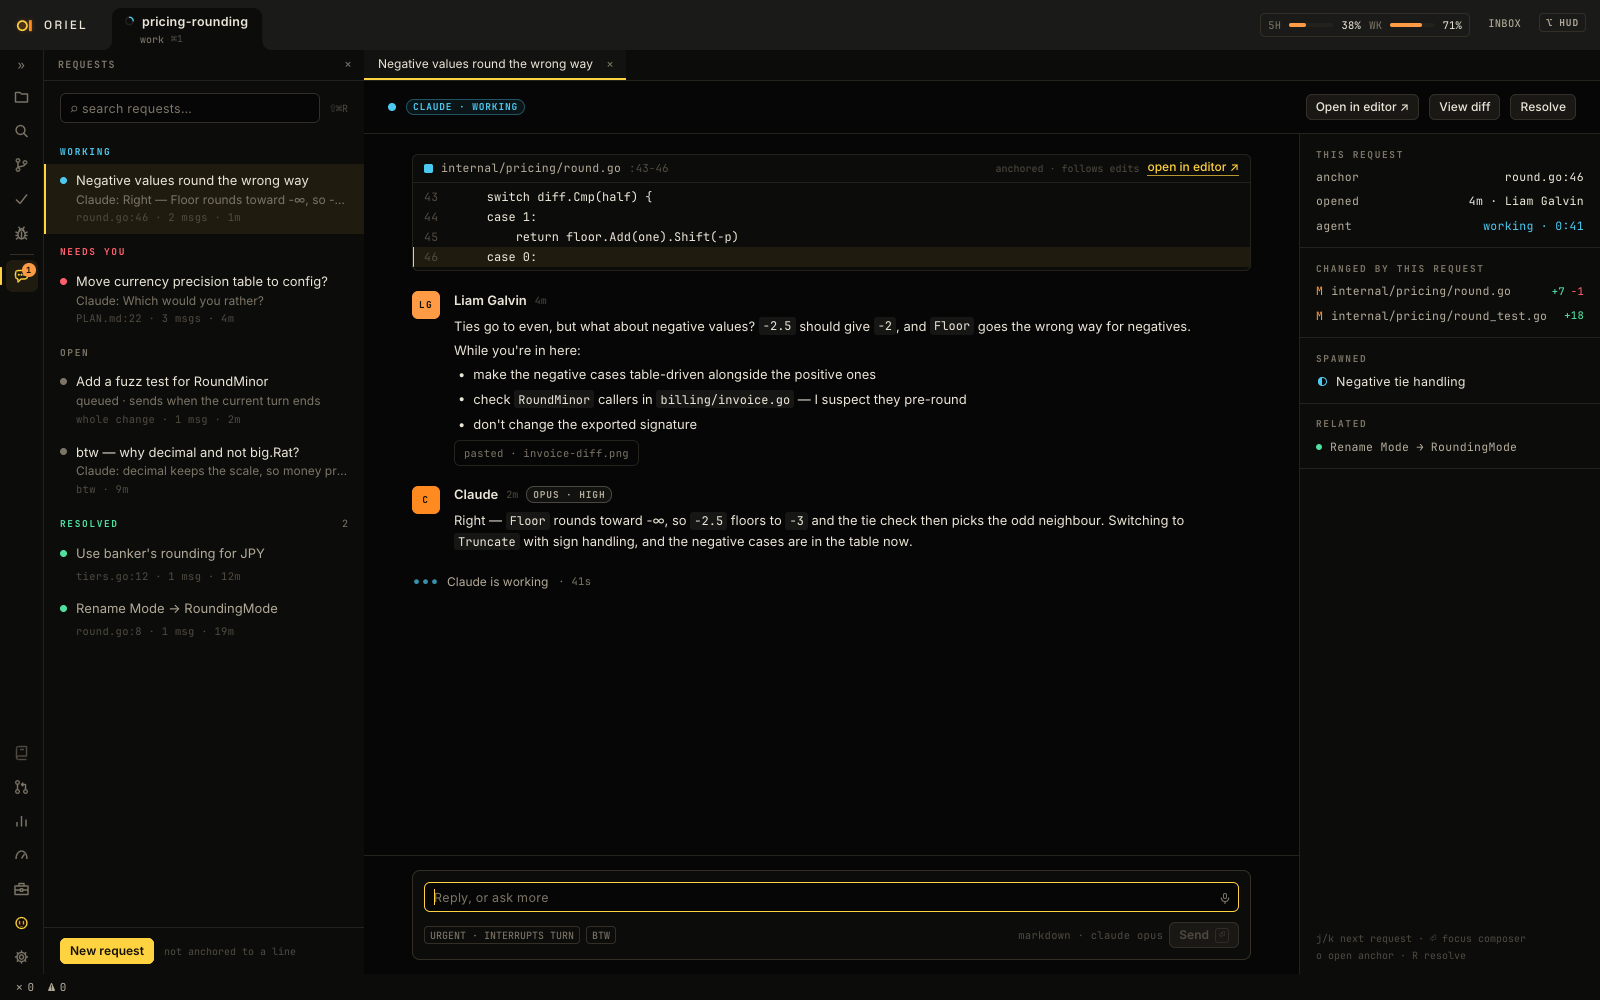 ORIEL
pricing-rounding
work ⌘1
5H 38% WK 71%
INBOX
⌥ HUD
REQUESTS ×
search requests... ⇧⌘R
WORKING
Negative values round the wrong way
Claude: Right — Floor rounds toward -∞, so -...
round.go:46 · 2 msgs · 1m
NEEDS YOU
Move currency precision table to config?
Claude: Which would you rather?
PLAN.md:22 · 3 msgs · 4m
OPEN
Add a fuzz test for RoundMinor
queued · sends when the current turn ends
whole change · 1 msg · 2m
btw — why decimal and not big.Rat?
Claude: decimal keeps the scale, so money pr...
btw · 9m
RESOLVED 2
Use banker's rounding for JPY
tiers.go:12 · 1 msg · 12m
Rename Mode → RoundingMode
round.go:8 · 1 msg · 19m
New request not anchored to a line
× 0 0
1
Negative values round the wrong way ×
CLAUDE · WORKING
Open in editor ↗
View diff
Resolve
internal/pricing/round.go :43-46 anchored · follows edits open in editor ↗
43 switch diff.Cmp(half) {
44 case 1:
45 return floor.Add(one).Shift(-p)
46 case 0:
LG Liam Galvin 4m
Ties go to even, but what about negative values? -2.5 should give -2, and Floor goes the wrong way for negatives.
While you're in here:
• make the negative cases table-driven alongside the positive ones
• check RoundMinor callers in billing/invoice.go — I suspect they pre-round
• don't change the exported signature
pasted · invoice-diff.png
C Claude 2m OPUS · HIGH
Right — Floor rounds toward -∞, so -2.5 floors to -3 and the tie check then picks the odd neighbour. Switching to
Truncate with sign handling, and the negative cases are in the table now.
Claude is working · 41s
Reply, or ask more
URGENT · INTERRUPTS TURN BTW markdown · claude opus Send ⏎
THIS REQUEST
anchor round.go:46
opened 4m · Liam Galvin
agent working · 0:41
CHANGED BY THIS REQUEST
M internal/pricing/round.go +7 -1
M internal/pricing/round_test.go +18
SPAWNED
Negative tie handling
RELATED
Rename Mode → RoundingMode
j/k next request · ⏎ focus composer
o open anchor · R resolve